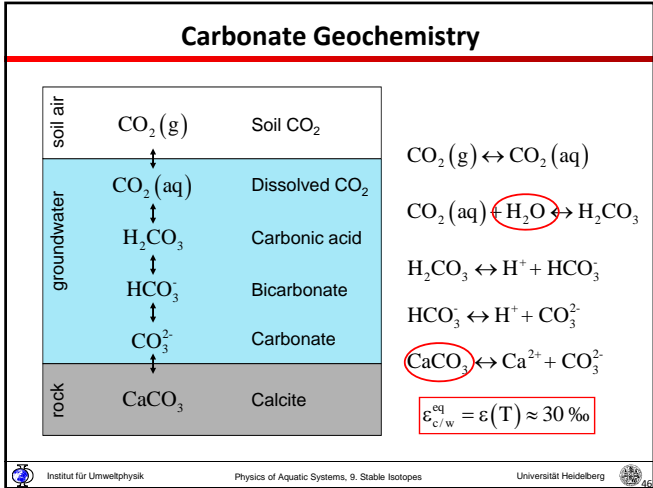 Carbonate Geochemistry
soil air
CO₂(g) Soil CO₂
groundwater
CO₂(aq) Dissolved CO₂
H₂CO₃ Carbonic acid
HCO₃⁻ Bicarbonate
CO₃²⁻ Carbonate
rock
CaCO₃ Calcite
CO₂(g) ↔ CO₂(aq)
CO₂(aq) + H₂O ↔ H₂CO₃
H₂CO₃ ↔ H⁺ + HCO₃⁻
HCO₃⁻ ↔ H⁺ + CO₃²⁻
CaCO₃ ↔ Ca²⁺ + CO₃²⁻
ε_{c/w}^{eq} = ε(T) ≈ 30 ‰
Institut für Umweltphysik Physics of Aquatic Systems, 9. Stable Isotopes Universität Heidelberg 46